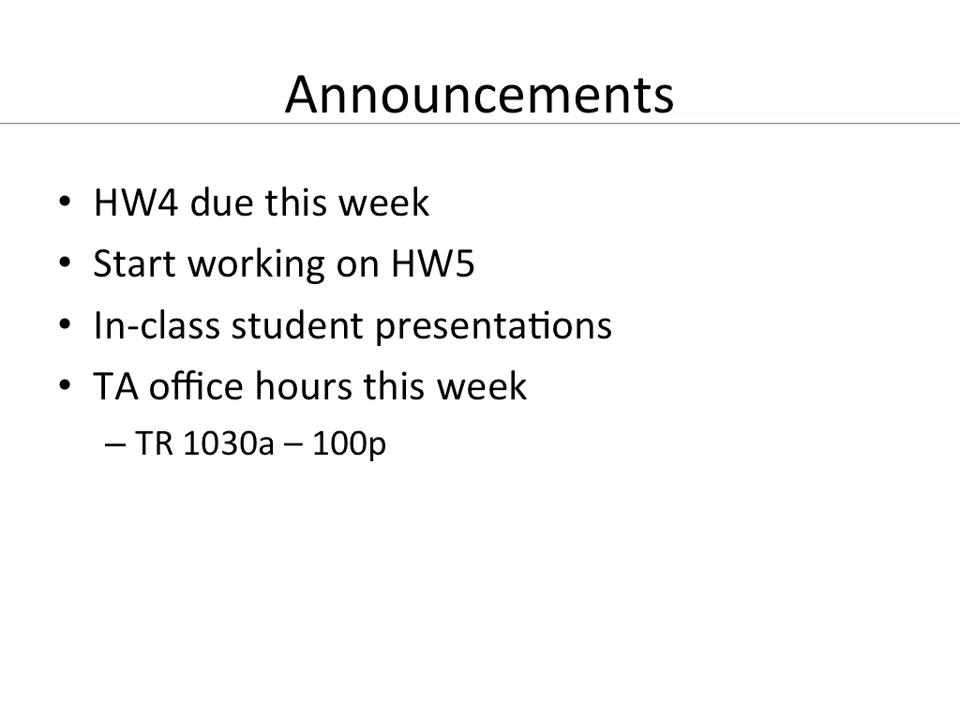 Announcements
• HW4 due this week
• Start working on HW5
• In-class student presentations
• TA office hours this week
– TR 1030a – 100p